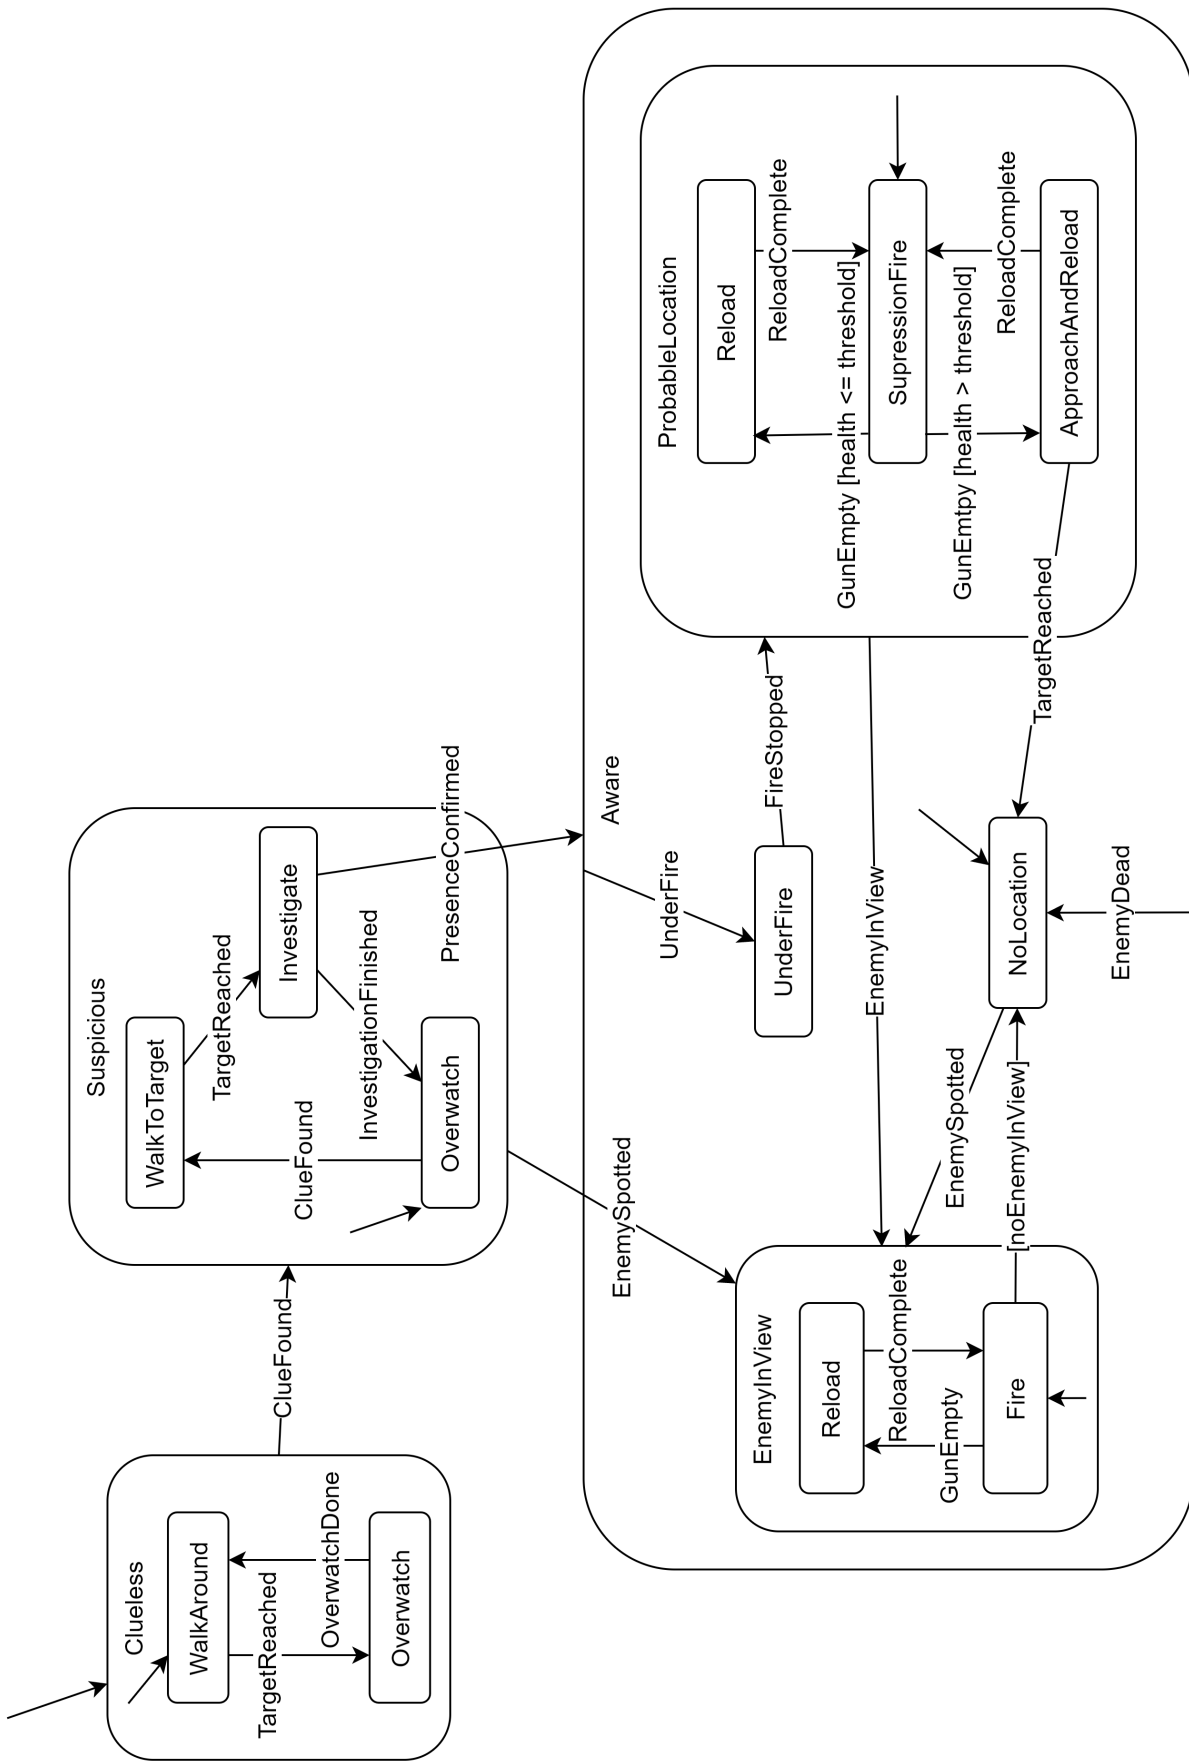 Clueless
WalkAround
TargetReached
OverwatchDone
Overwatch
ClueFound
Suspicious
WalkToTarget
TargetReached
Investigate
ClueFound
InvestigationFinished
Overwatch
PresenceConfirmed
EnemySpotted
Aware
UnderFire
UnderFire
FireStopped
EnemyInView
EnemyInView
Reload
ReloadComplete
GunEmpty
Fire
EnemySpotted
[noEnemyInView]
NoLocation
EnemyDead
TargetReached
ProbableLocation
Reload
ReloadComplete
GunEmpty [health <= threshold]
SupressionFire
GunEmtpy [health > threshold]
ReloadComplete
ApproachAndReload